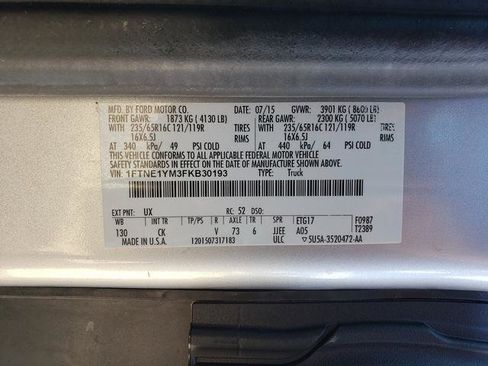 MFD. BY FORD MOTOR CO. 07/15 GVWR: 3901 KG ( 8600 LB)
FRONT GAWR: 1873 KG ( 4130 LB) REAR GAWR: 2300 KG ( 5070 LB)
WITH 235/65R16C 121/119R TIRES WITH 235/65R16C 121/119R TIRES
16X6.5J RIMS 16X6.5J RIMS
AT 340 kPa/ 49 PSI COLD AT 440 kPa/ 64 PSI COLD
THIS VEHICLE CONFORMS TO ALL APPLICABLE FEDERAL MOTOR VEHICLE SAFETY STANDARDS IN
EFFECT ON THE DATE OF MANUFACTURE SHOWN ABOVE.
VIN: 1FTNE1YM3FKB30193 TYPE: Truck
EXT PNT: UX RC: 52 DSO:
WB BRK INT TR TP/PS R AXLE TR SPR ETG17 F0987
130 CK V 73 6 JJEE A05 T2389
MADE IN U.S.A. 1201507317183 ULC 5U5A-3520472-AA